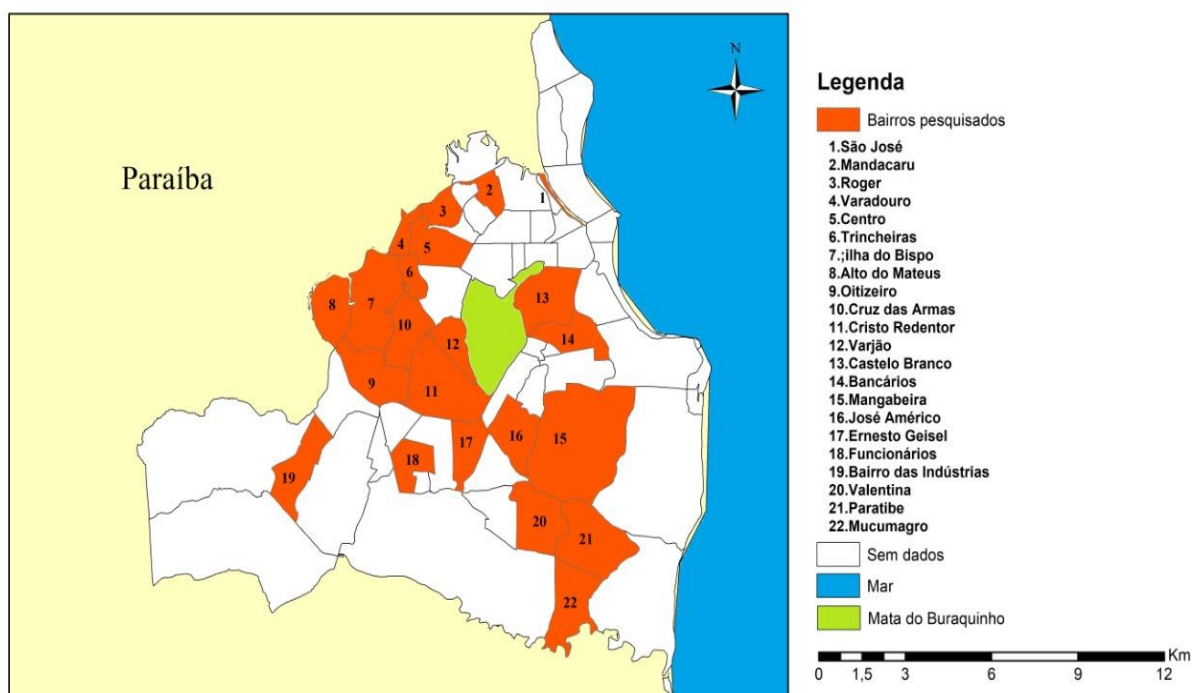 N
Paraíba
1
2
3
4
5
6
7
8
9
10
11
12
13
14
15
16
17
18
19
20
21
22
Legenda
Bairros pesquisados
1.São José
2.Mandacaru
3.Roger
4.Varadouro
5.Centro
6.Trincheiras
7.;ilha do Bispo
8.Alto do Mateus
9.Oitizeiro
10.Cruz das Armas
11.Cristo Redentor
12.Varjão
13.Castelo Branco
14.Bancários
15.Mangabeira
16.José Américo
17.Ernesto Geisel
18.Funcionários
19.Bairro das Indústrias
20.Valentina
21.Paratibe
22.Mucumagro
Sem dados
Mar
Mata do Buraquinho
Km
0 1,5 3 6 9 12